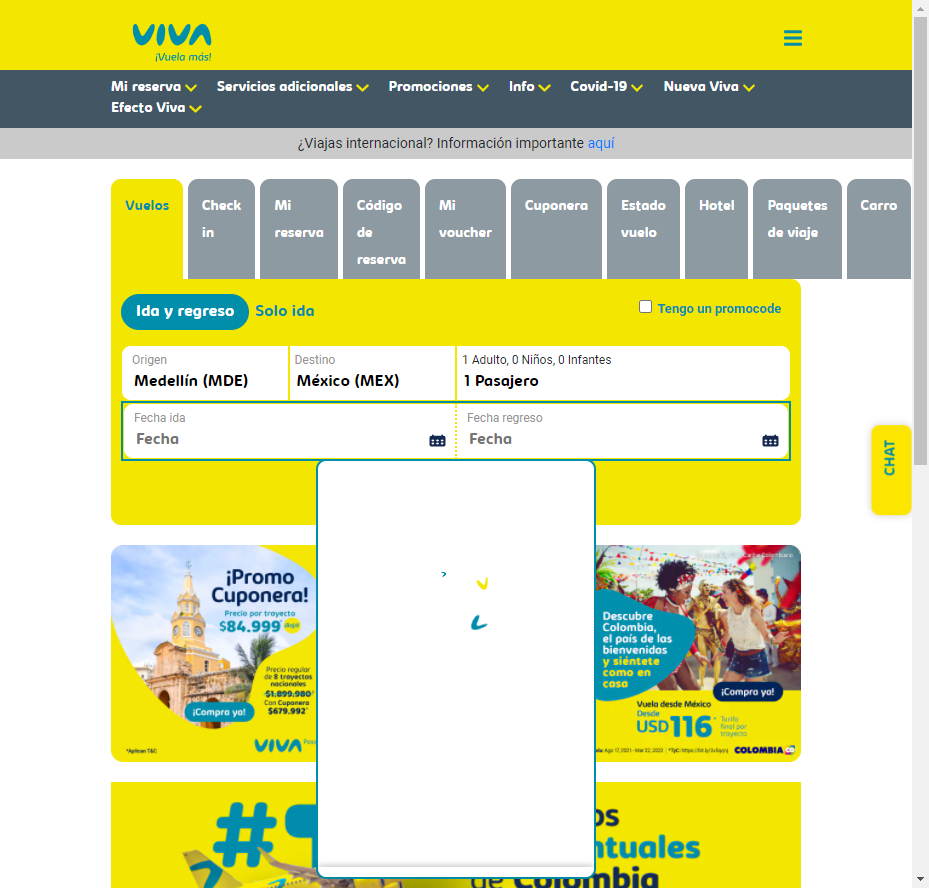 VIVA
¡Vuela más!
Mi reserva
Servicios adicionales
Promociones
Info
Covid-19
Nueva Viva
Efecto Viva
¿Viajas internacional? Información importante aquí
Vuelos
Check
in
Mi
reserva
Código
de
reserva
Mi
voucher
Cuponera
Estado
vuelo
Hotel
Paquetes
de viaje
Carro
Ida y regreso
Solo ida
Tengo un promocode
Origen
Medellín (MDE)
Destino
México (MEX)
1 Adulto, 0 Niños, 0 Infantes
1 Pasajero
Fecha ida
Fecha
Fecha regreso
Fecha
CHAT
¡Promo
Cuponera!
Precio por trayecto
$84.999
Precio regular
de 8 trayectos
nacionales
$1.899.980*
Con Cuponera
$679.992*
¡Compra ya!
*Aplican T&C
VIVA
Descubre
Colombia,
el país de las
bienvenidas
y siéntete
como en
casa
¡Compra ya!
Vuelo desde México
Desde
USD 116*
Tarifa
final por
trayecto
COLOMBIA
CO
#
os
ntuales
de Colombia